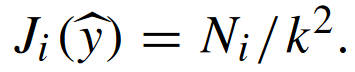 J_i(\widehat{y}) = N_i/k^2.